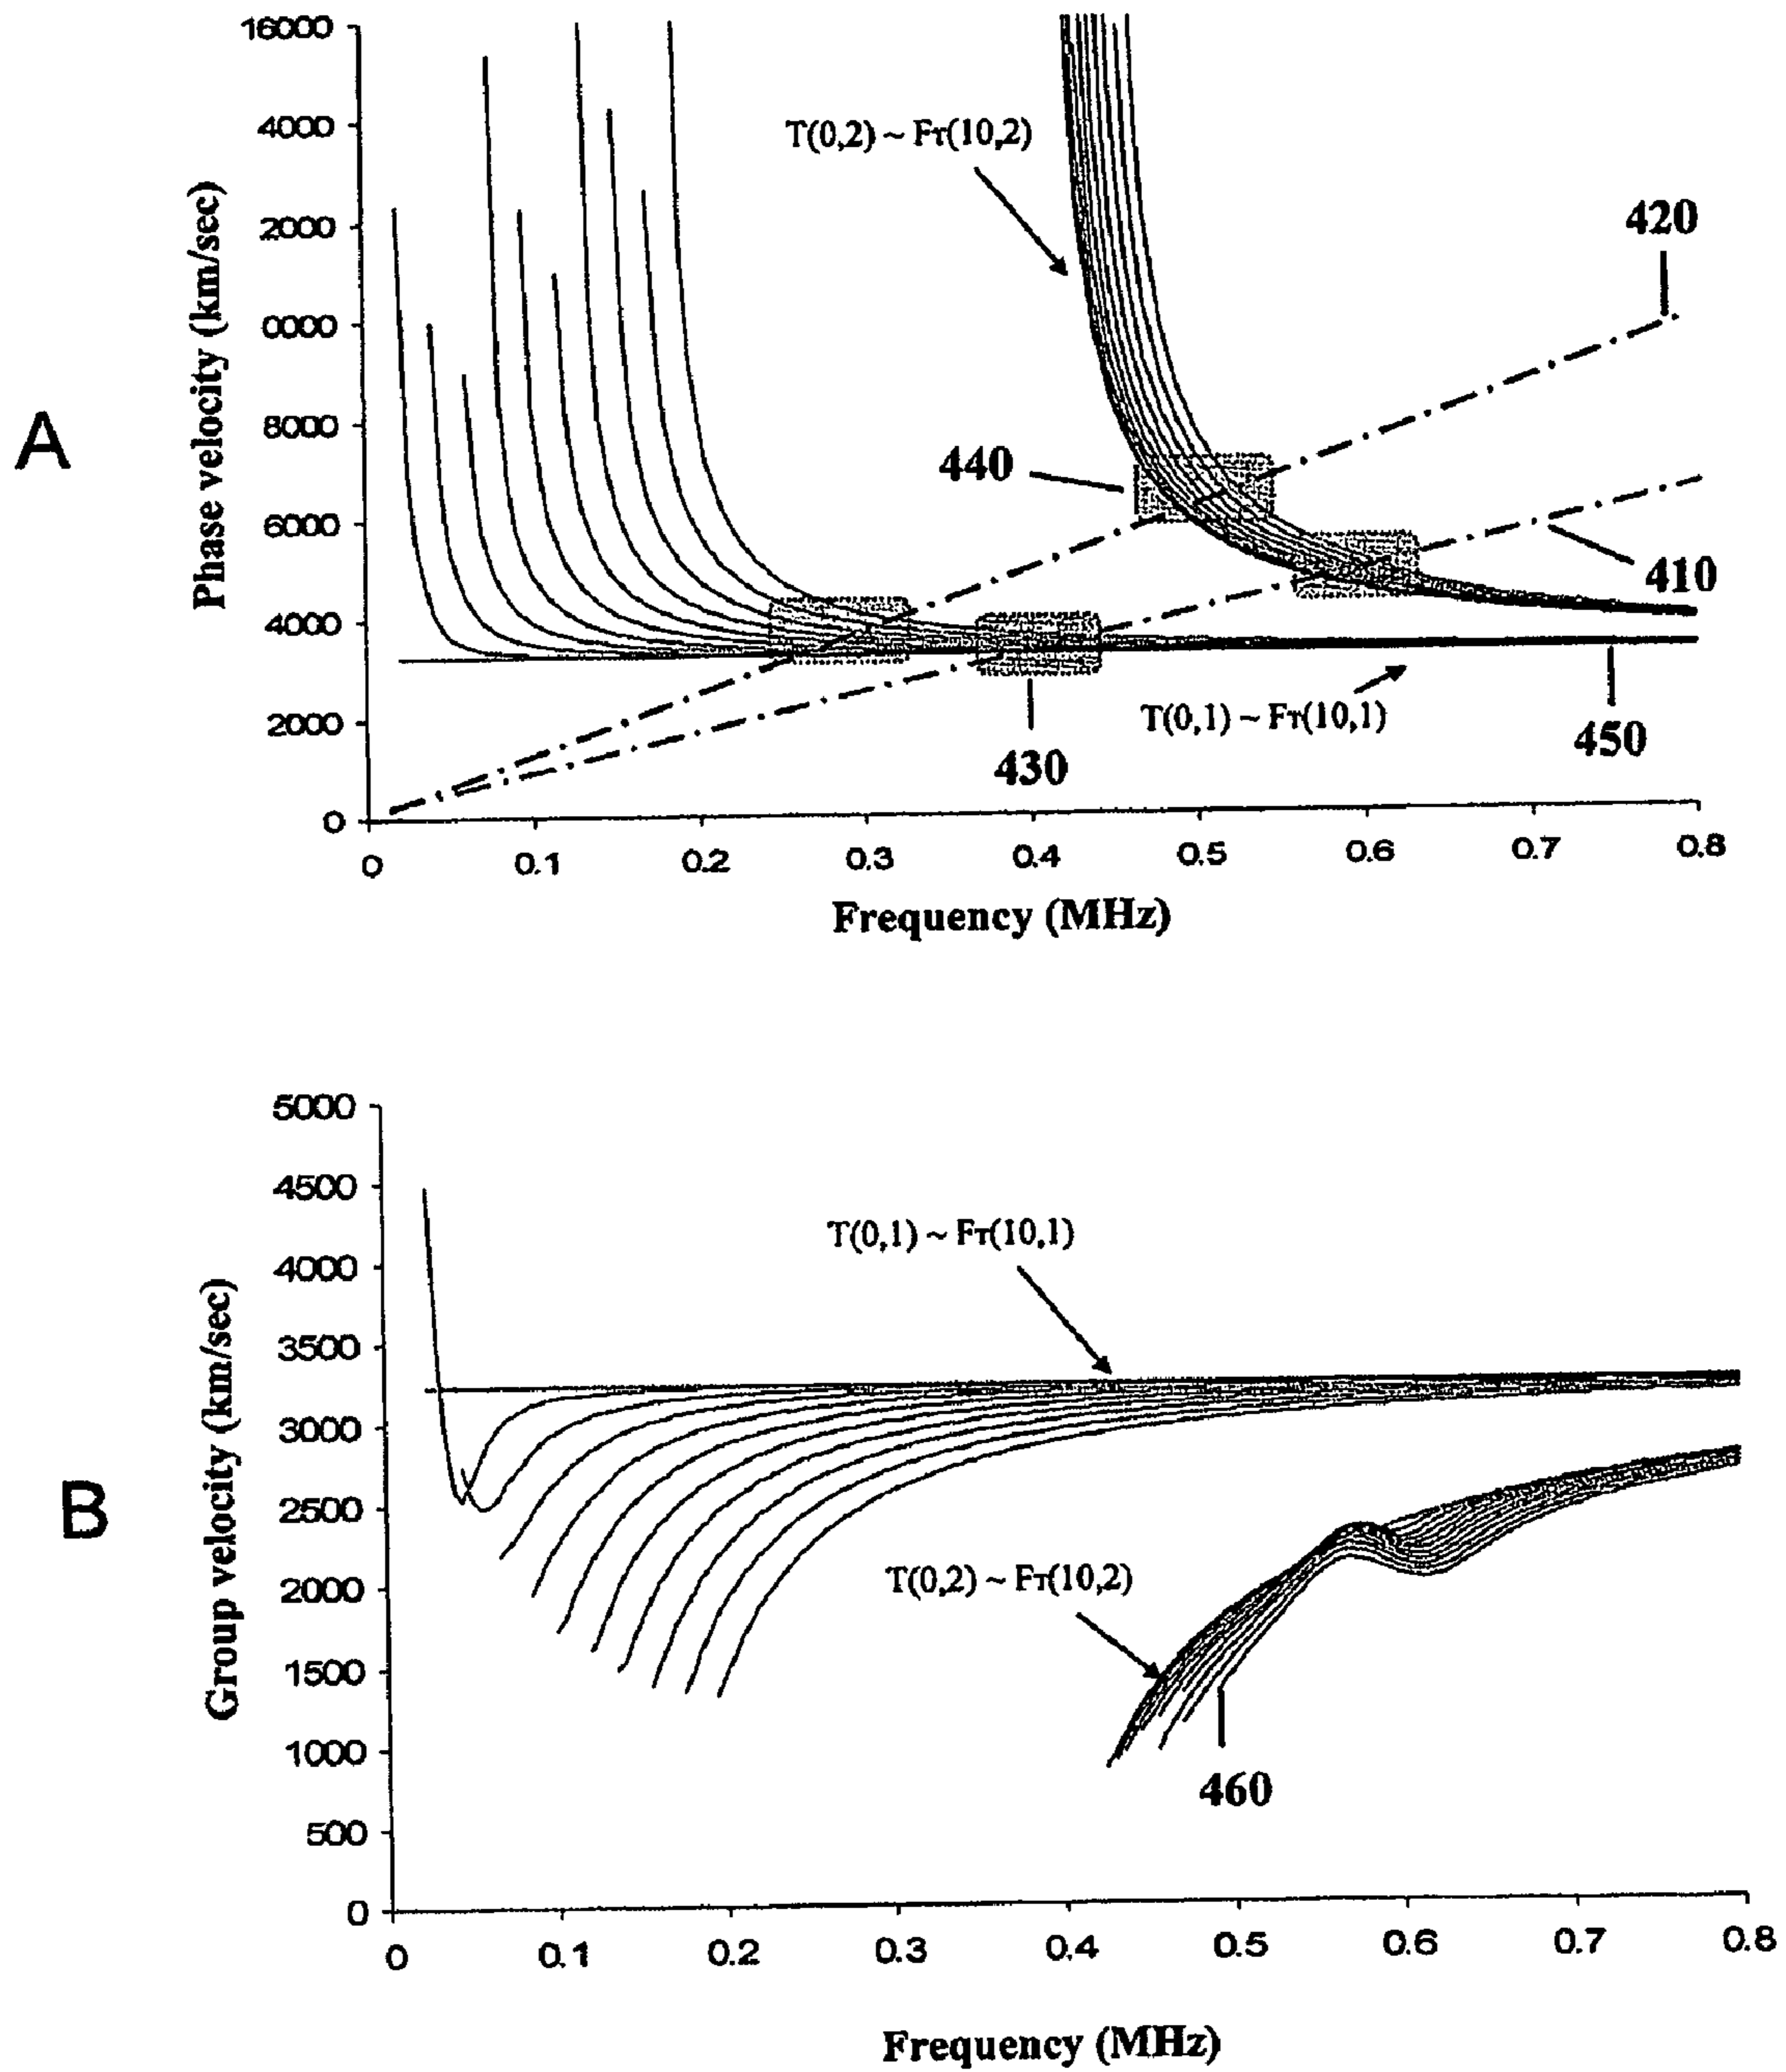 A
Phase velocity (km/sec)
16000
4000
2000
0000
8000
6000
4000
2000
0
T(0,2) ~ FT(10,2)
420
440
410
T(0,1) ~ FT(10,1)
450
430
0 0.1 0.2 0.3 0.4 0.5 0.6 0.7 0.8
Frequency (MHz)
B
Group velocity (km/sec)
5000
4500
4000
3500
3000
2500
2000
1500
1000
500
0
T(0,1) ~ FT(10,1)
T(0,2) ~ FT(10,2)
460
0 0.1 0.2 0.3 0.4 0.5 0.6 0.7 0.8
Frequency (MHz)